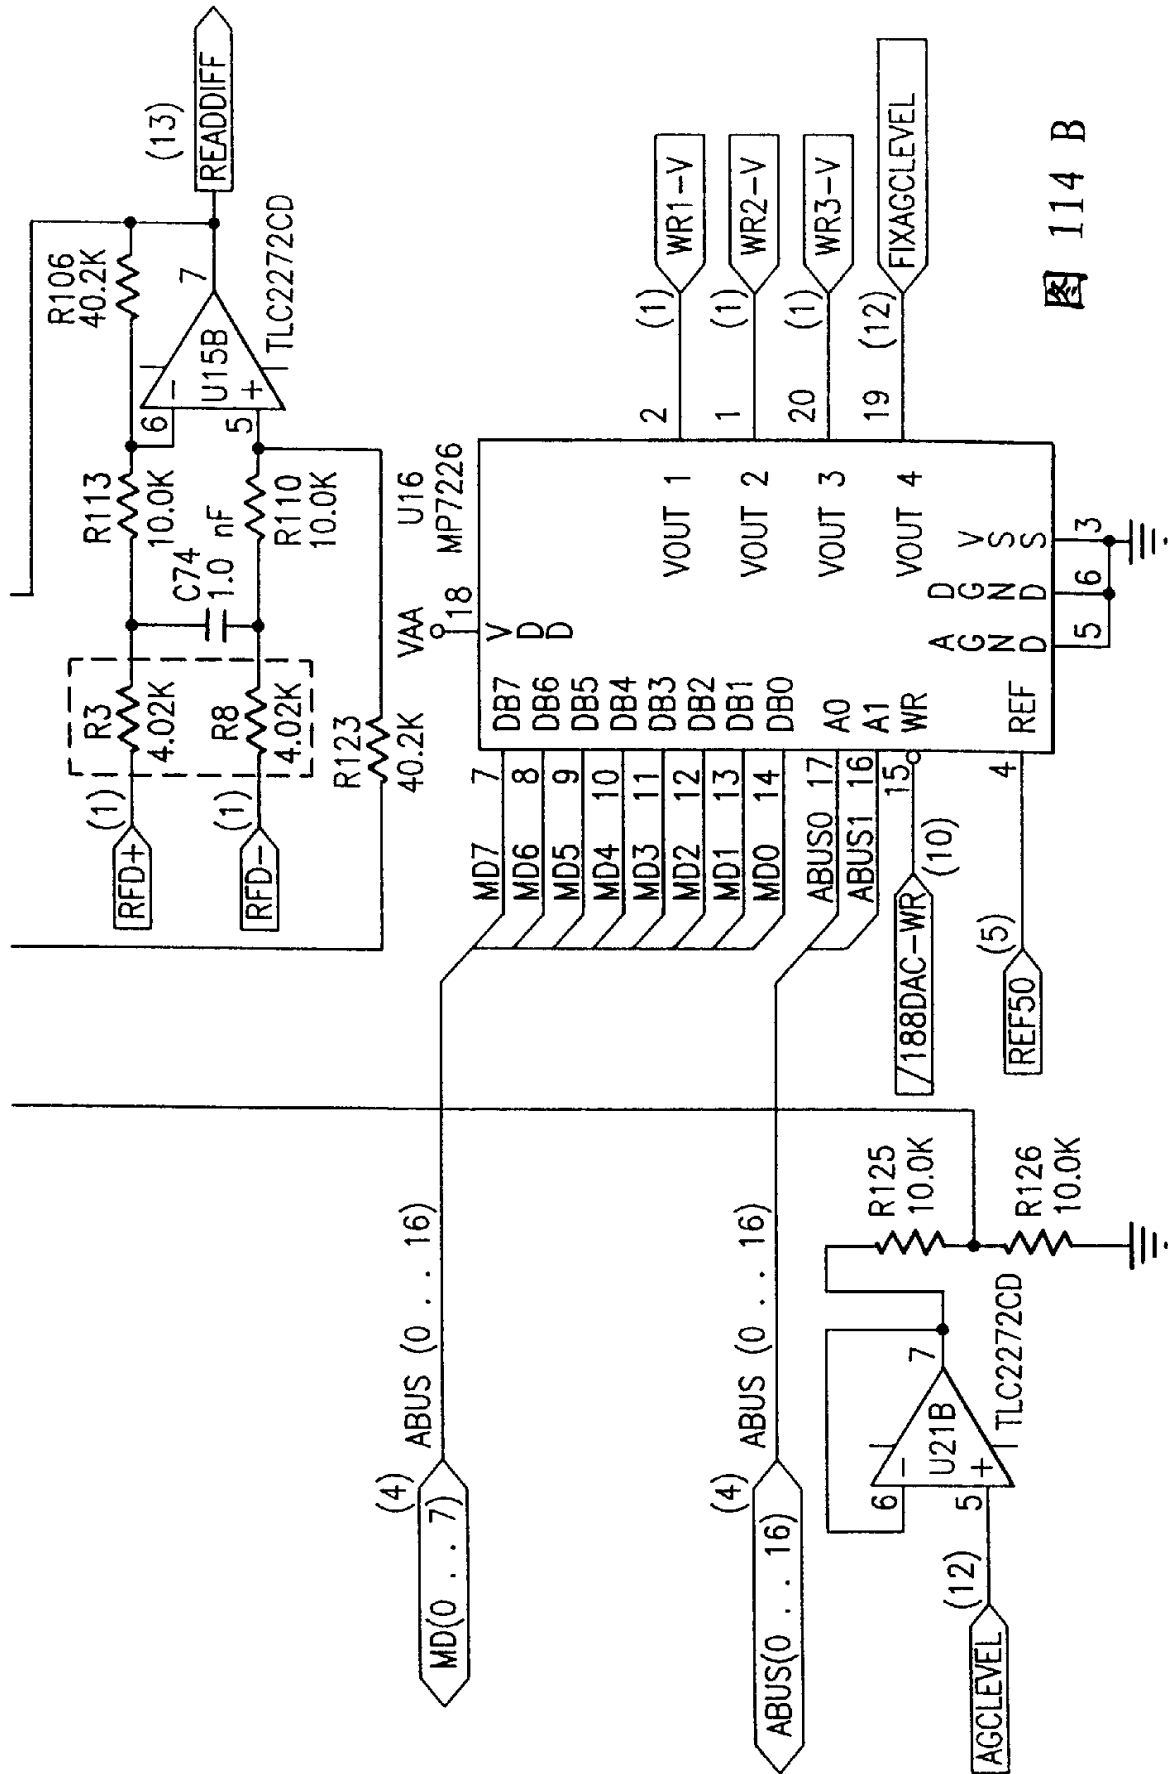 (13)
READDIFF
R106
40.2K
7
U15B
TLC2272CD
6
−
5
+
R113
10.0K
C74
1.0 nF
R110
10.0K
R3
4.02K
R8
4.02K
(1)
RFD+
(1)
RFD-
R123
40.2K
U16
MP7226
VAA
18
VDD
MD7 7 DB7
MD6 8 DB6
MD5 9 DB5
MD4 10 DB4
MD3 11 DB3
MD2 12 DB2
MD1 13 DB1
MD0 14 DB0
ABUS0 17 A0
ABUS1 16 A1
/188DAC-WR (10) 15 WR
REF50 (5) 4 REF
VOUT 1 2 (1) WR1-V
VOUT 2 1 (1) WR2-V
VOUT 3 20 (1) WR3-V
VOUT 4 19 (12) FIXAGCLEVEL
AGND DGND VSS
5 6 3
MD(0 . . 7) (4) ABUS (0 . . 16)
ABUS(0 . . 16) (4) ABUS (0 . . 16)
AGCLEVEL
(12)
6
−
5
+
U21B
7
TLC2272CD
R125
10.0K
R126
10.0K
图 114 B